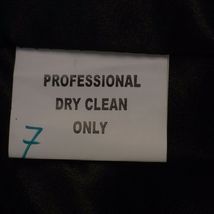 PROFESSIONAL
DRY CLEAN
ONLY
7